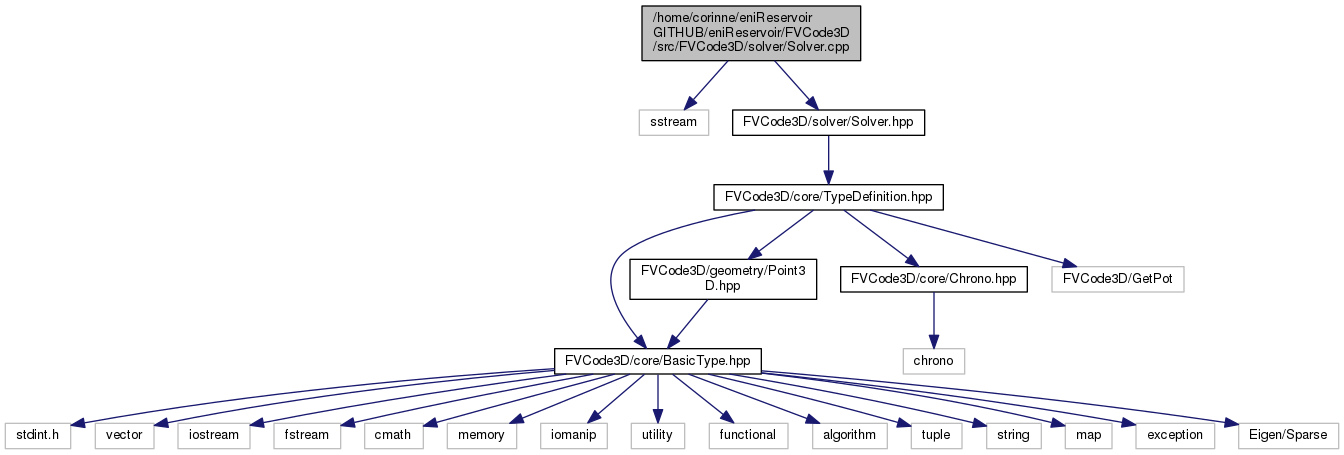 /home/corinne/eniReservoir
GITHUB/eniReservoir/FVCode3D
/src/FVCode3D/solver/Solver.cpp
sstream
FVCode3D/solver/Solver.hpp
FVCode3D/core/TypeDefinition.hpp
FVCode3D/geometry/Point3
D.hpp
FVCode3D/core/Chrono.hpp
FVCode3D/GetPot
FVCode3D/core/BasicType.hpp
chrono
stdint.h
vector
iostream
fstream
cmath
memory
iomanip
utility
functional
algorithm
tuple
string
map
exception
Eigen/Sparse